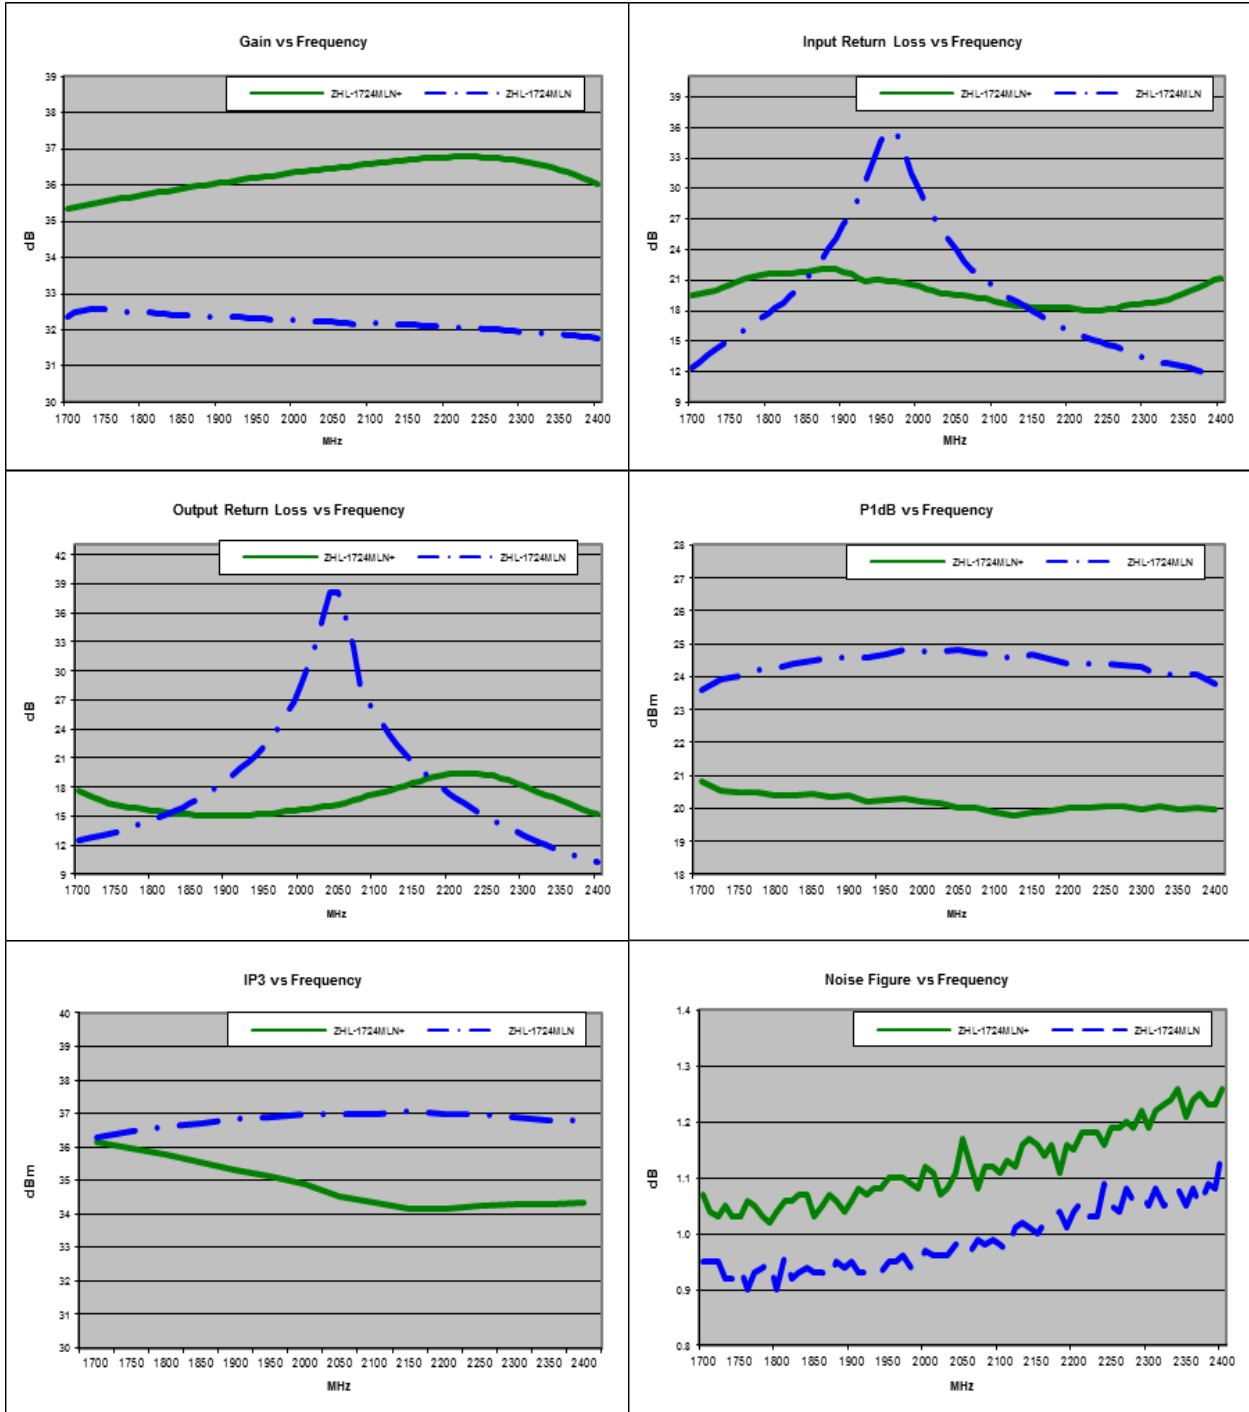 Gain vs Frequency
ZHL-1724MLN+ ZHL-1724MLN
39
38
37
36
35
34
33
32
31
30
dB
1700 1750 1800 1850 1900 1950 2000 2050 2100 2150 2200 2250 2300 2350 2400
MHz
Input Return Loss vs Frequency
ZHL-1724MLN+ ZHL-1724MLN
39
36
33
30
27
24
21
18
15
12
9
dB
1700 1750 1800 1850 1900 1950 2000 2050 2100 2150 2200 2250 2300 2350 2400
MHz
Output Return Loss vs Frequency
ZHL-1724MLN+ ZHL-1724MLN
42
39
36
33
30
27
24
21
18
15
12
9
dB
1700 1750 1800 1850 1900 1950 2000 2050 2100 2150 2200 2250 2300 2350 2400
MHz
P1dB vs Frequency
ZHL-1724MLN+ ZHL-1724MLN
28
27
26
25
24
23
22
21
20
19
18
dBm
1700 1750 1800 1850 1900 1950 2000 2050 2100 2150 2200 2250 2300 2350 2400
MHz
IP3 vs Frequency
ZHL-1724MLN+ ZHL-1724MLN
40
39
38
37
36
35
34
33
32
31
30
dBm
1700 1750 1800 1850 1900 1950 2000 2050 2100 2150 2200 2250 2300 2350 2400
MHz
Noise Figure vs Frequency
ZHL-1724MLN+ ZHL-1724MLN
1.4
1.3
1.2
1.1
1.0
0.9
0.8
dB
1700 1750 1800 1850 1900 1950 2000 2050 2100 2150 2200 2250 2300 2350 2400
MHz